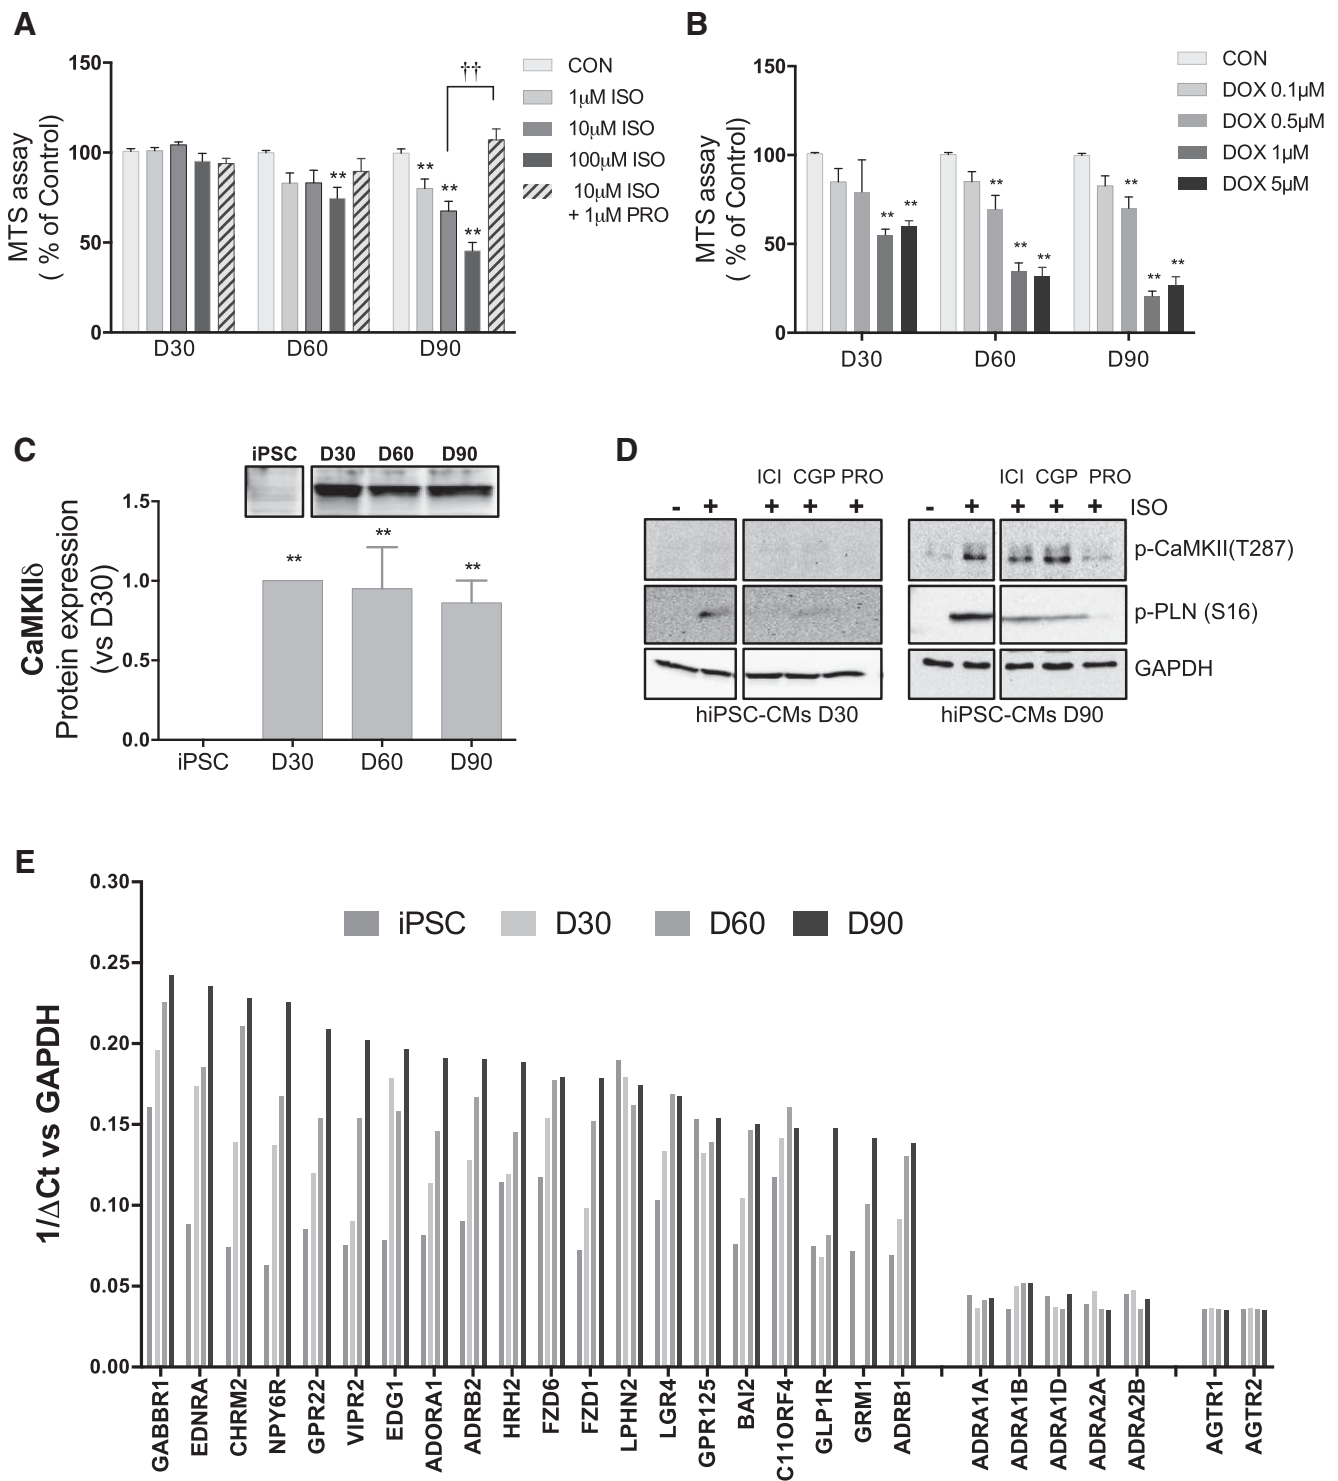 A
150
100
50
0
MTS assay
( % of Control)
**
**
**
**
††
D30 D60 D90
CON
1µM ISO
10µM ISO
100µM ISO
10µM ISO
+ 1µM PRO
B
150
100
50
0
MTS assay
( % of Control)
** **
** ** **
** ** **
D30 D60 D90
CON
DOX 0.1µM
DOX 0.5µM
DOX 1µM
DOX 5µM
C
iPSC D30 D60 D90
1.5
1.0
0.5
0.0
CaMKIIδ
Protein expression
(vs D30)
** ** **
iPSC D30 D60 D90
D
ICI CGP PRO ICI CGP PRO
- + + + + - + + + + ISO
p-CaMKII(T287)
p-PLN (S16)
GAPDH
hiPSC-CMs D30 hiPSC-CMs D90
E
0.30
0.25
0.20
0.15
0.10
0.05
0.00
1/ΔCt vs GAPDH
iPSC D30 D60 D90
GABBR1
EDNRA
CHRM2
NPY6R
GPR22
VIPR2
EDG1
ADORA1
ADRB2
HRH2
FZD6
FZD1
LPHN2
LGR4
GPR125
BAI2
C11ORF4
GLP1R
GRM1
ADRB1
ADRA1A
ADRA1B
ADRA1D
ADRA2A
ADRA2B
AGTR1
AGTR2